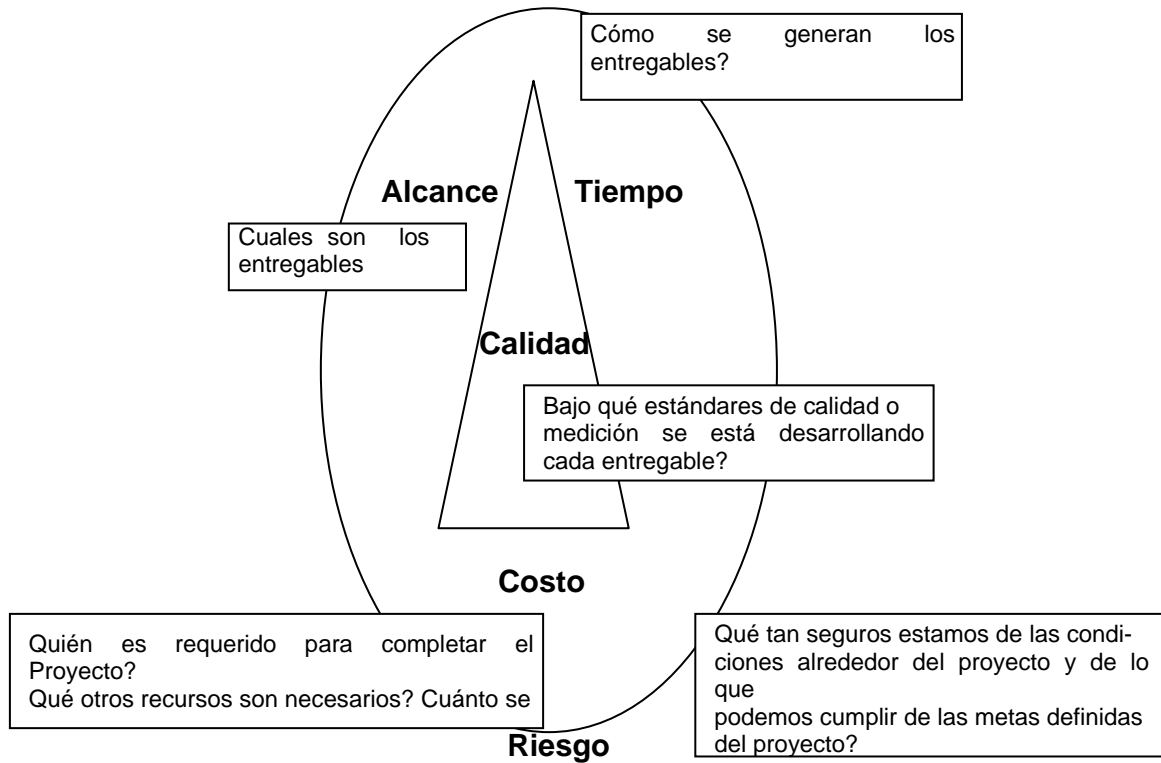 Cómo se generan los
entregables?
Alcance
Tiempo
Cuales son los
entregables
Calidad
Bajo qué estándares de calidad o
medición se está desarrollando
cada entregable?
Costo
Quién es requerido para completar el
Proyecto?
Qué otros recursos son necesarios? Cuánto se
Qué tan seguros estamos de las condi-
ciones alrededor del proyecto y de lo
que
podemos cumplir de las metas definidas
del proyecto?
Riesgo